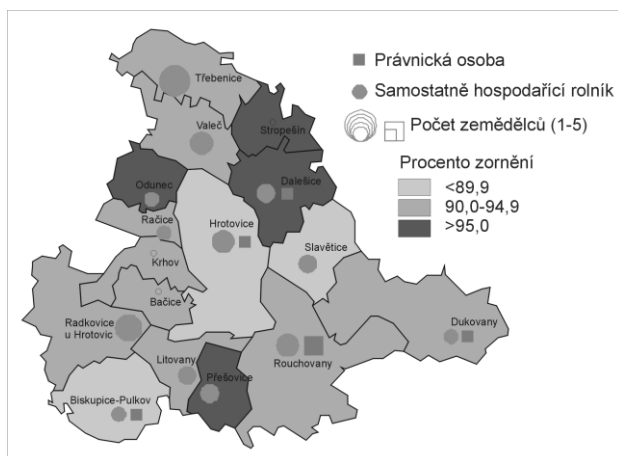 Třebenice
Valeč
Stropešín
Odunec
Dalešice
Račice
Hrotovice
Krhov
Slavětice
Bačice
Radkovice
u Hrotovic
Dukovany
Litovany
Přešovice
Rouchovany
Biskupice-Pulkov
Právnická osoba
Samostatně hospodařící rolník
Počet zemědělců (1-5)
Procento zornění
<89,9
90,0-94,9
>95,0